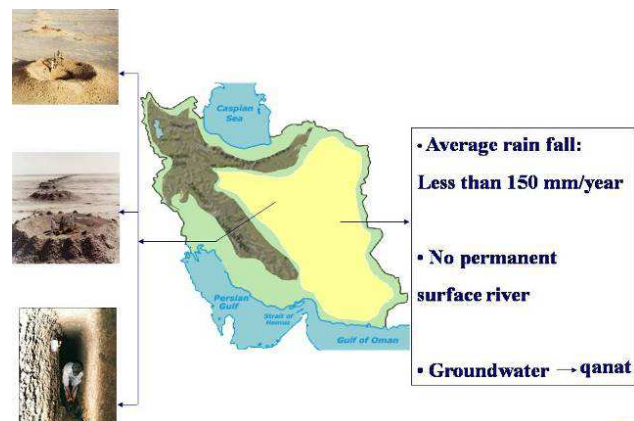 Caspian
Sea
• Average rain fall:
Less than 150 mm/year
• No permanent
surface river
• Groundwater → qanat
Persian
Gulf
Strait of
Hormus
Gulf of Oman